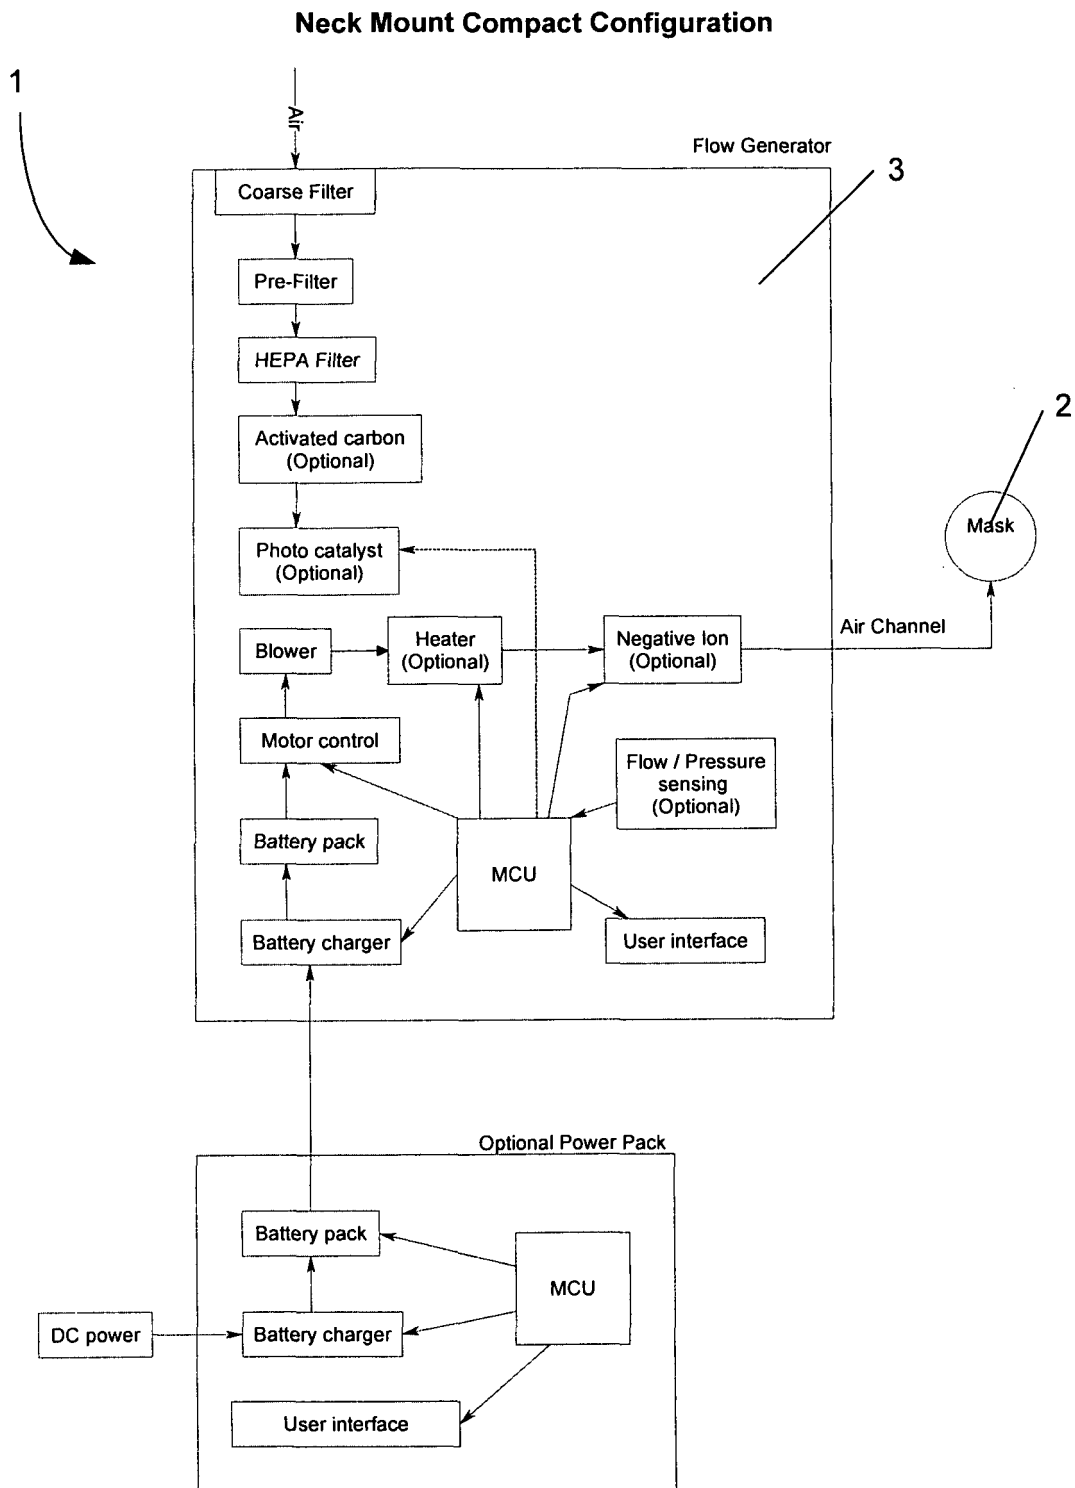 Neck Mount Compact Configuration
1
Air
Flow Generator
3
Coarse Filter
Pre-Filter
HEPA Filter
2
Activated carbon
(Optional)
Mask
Photo catalyst
(Optional)
Air Channel
Blower
Heater
(Optional)
Negative Ion
(Optional)
Motor control
Flow / Pressure
sensing
(Optional)
Battery pack
MCU
Battery charger
User interface
Optional Power Pack
Battery pack
MCU
DC power
Battery charger
User interface